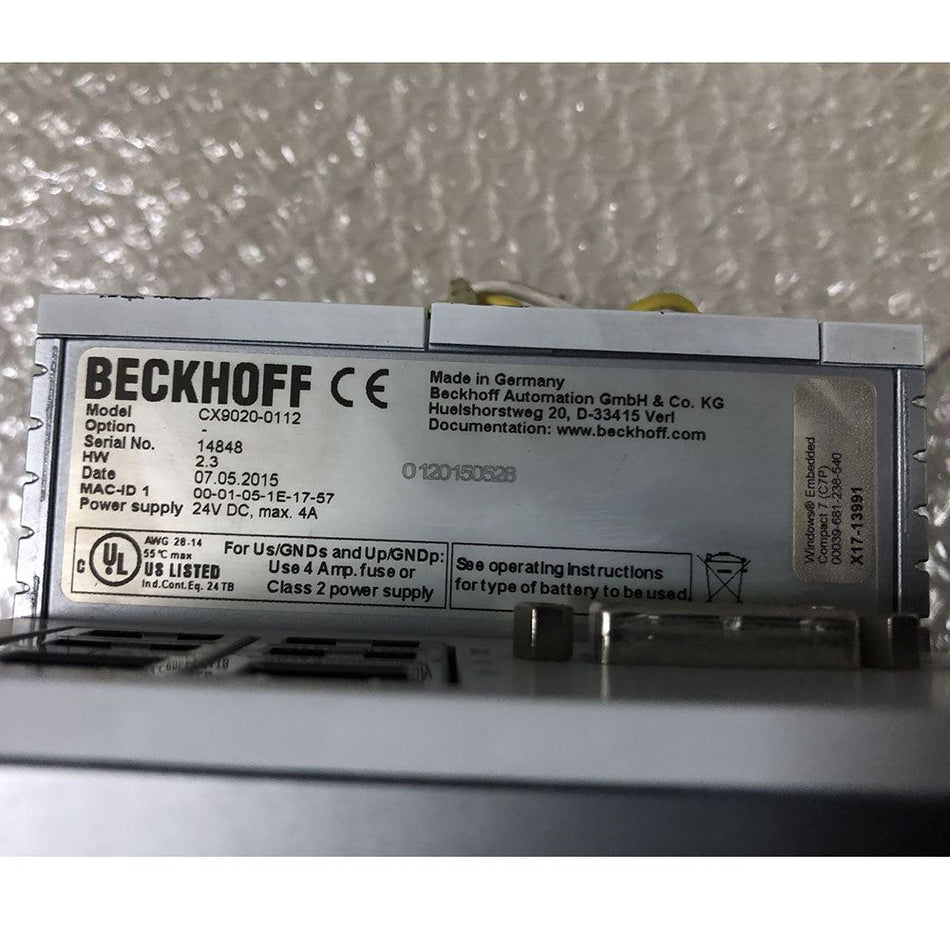 BECKHOFF CE
Model CX9020-0112
Option -
Serial No. 14848
HW 2.3
Date 07.05.2015
MAC-ID 1 00-01-05-1E-17-57
Power supply 24V DC, max. 4A
Made in Germany
Beckhoff Automation GmbH & Co. KG
Huelshorstweg 20, D-33415 Verl
Documentation: www.beckhoff.com
0120150528
Windows® Embedded
Compact 7 (C7P)
00039-681-238-540
X17-13991
C UL
AWG 28-14
55°C max
US LISTED
Ind.Cont.Eq. 24TB
For Us/GNDs and Up/GNDp:
Use 4 Amp. fuse or
Class 2 power supply
See operating instructions
for type of battery to be used.